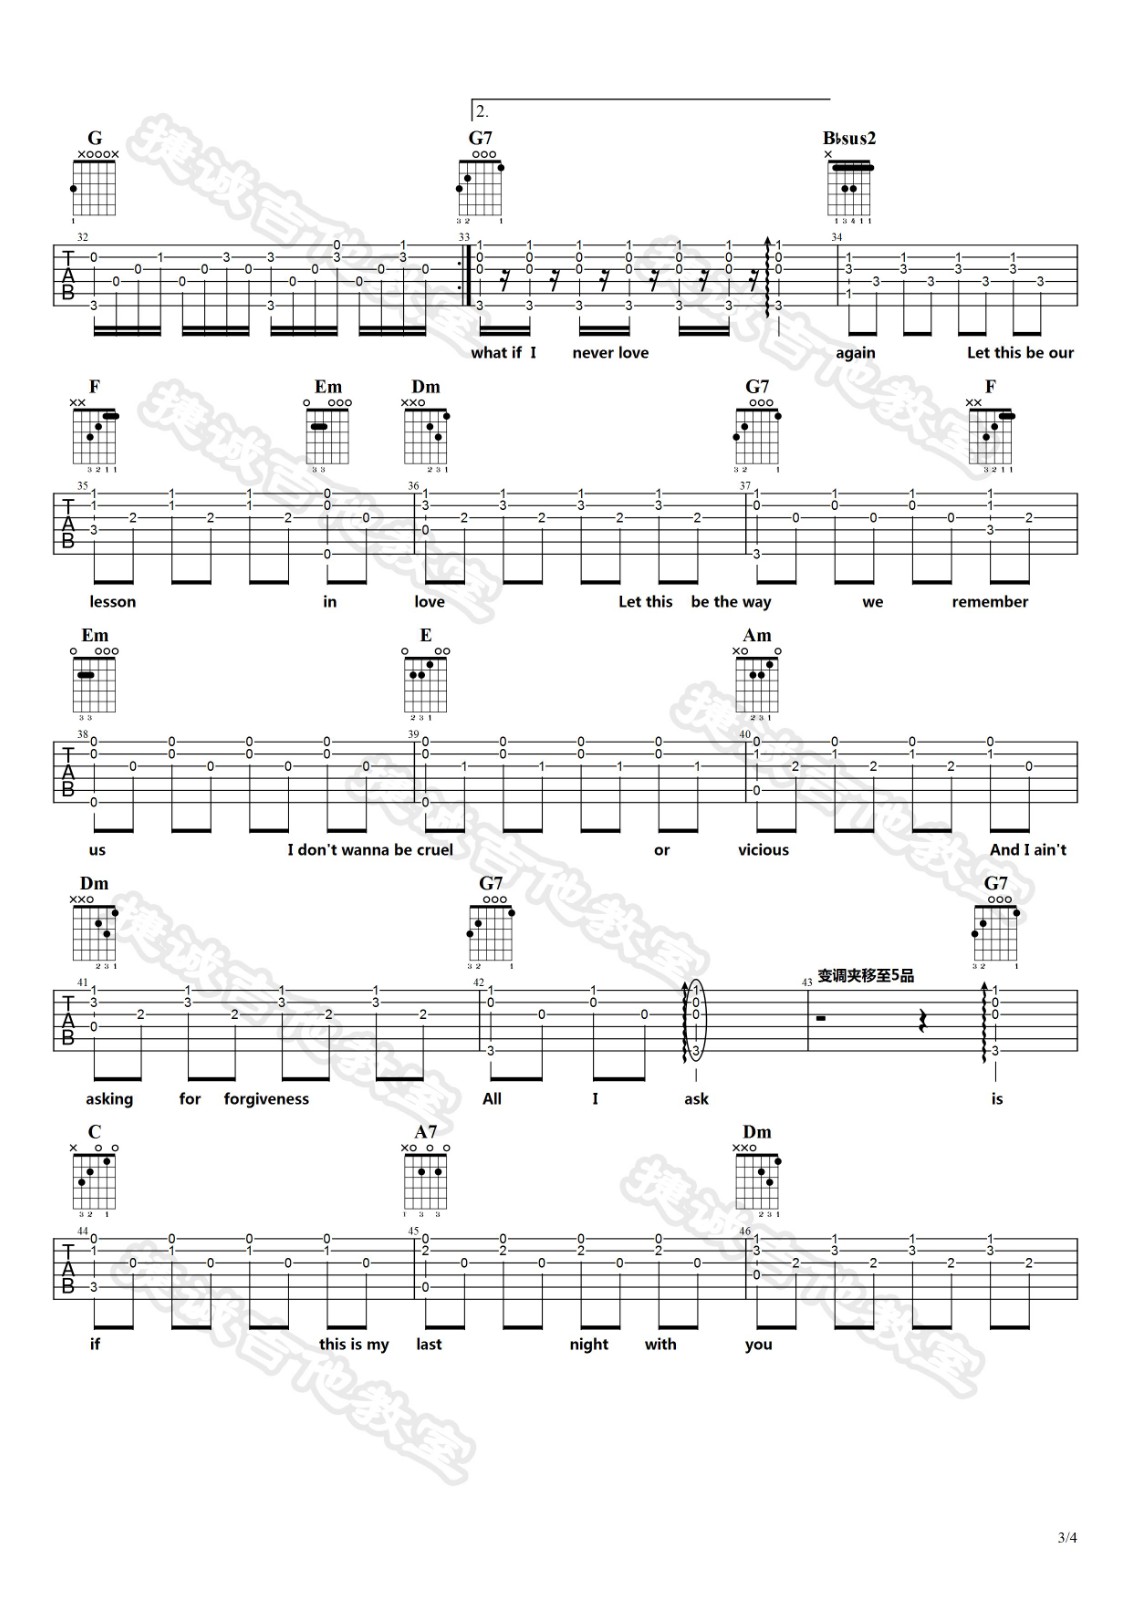 2.
G G7 B♭sus2
32 33 34
what if I never love again Let this be our
F Em Dm G7 F
35 36 37
lesson in love Let this be the way we remember
Em E Am
38 39 40
us I don't wanna be cruel or vicious And I ain't
Dm G7 G7
变调夹移至5品
41 42 43
asking for forgiveness All I ask is
C A7 Dm
44 45 46
if this is my last night with you
3/4
捷诚吉他教室